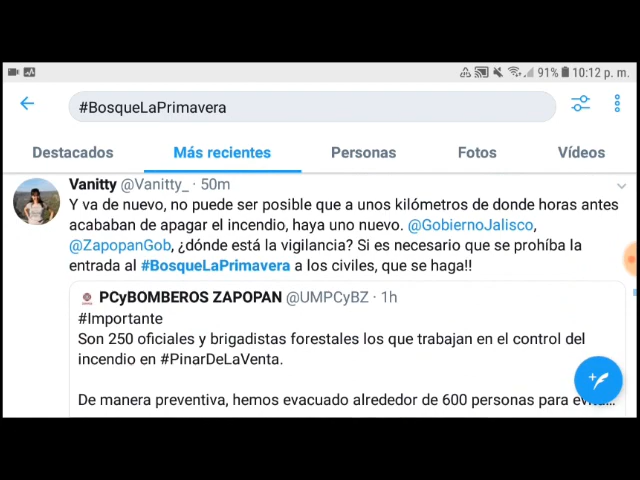 91% 10:12 p. m.
#BosqueLaPrimavera
Destacados Más recientes Personas Fotos Vídeos
Vanitty @Vanitty_ · 50m
Y va de nuevo, no puede ser posible que a unos kilómetros de donde horas antes
acababan de apagar el incendio, haya uno nuevo. @GobiernoJalisco,
@ZapopanGob, ¿dónde está la vigilancia? Si es necesario que se prohíba la
entrada al #BosqueLaPrimavera a los civiles, que se haga!!
PCyBOMBEROS ZAPOPAN @UMPCyBZ · 1h
#Importante
Son 250 oficiales y brigadistas forestales los que trabajan en el control del
incendio en #PinarDeLaVenta.
De manera preventiva, hemos evacuado alrededor de 600 personas para evita...